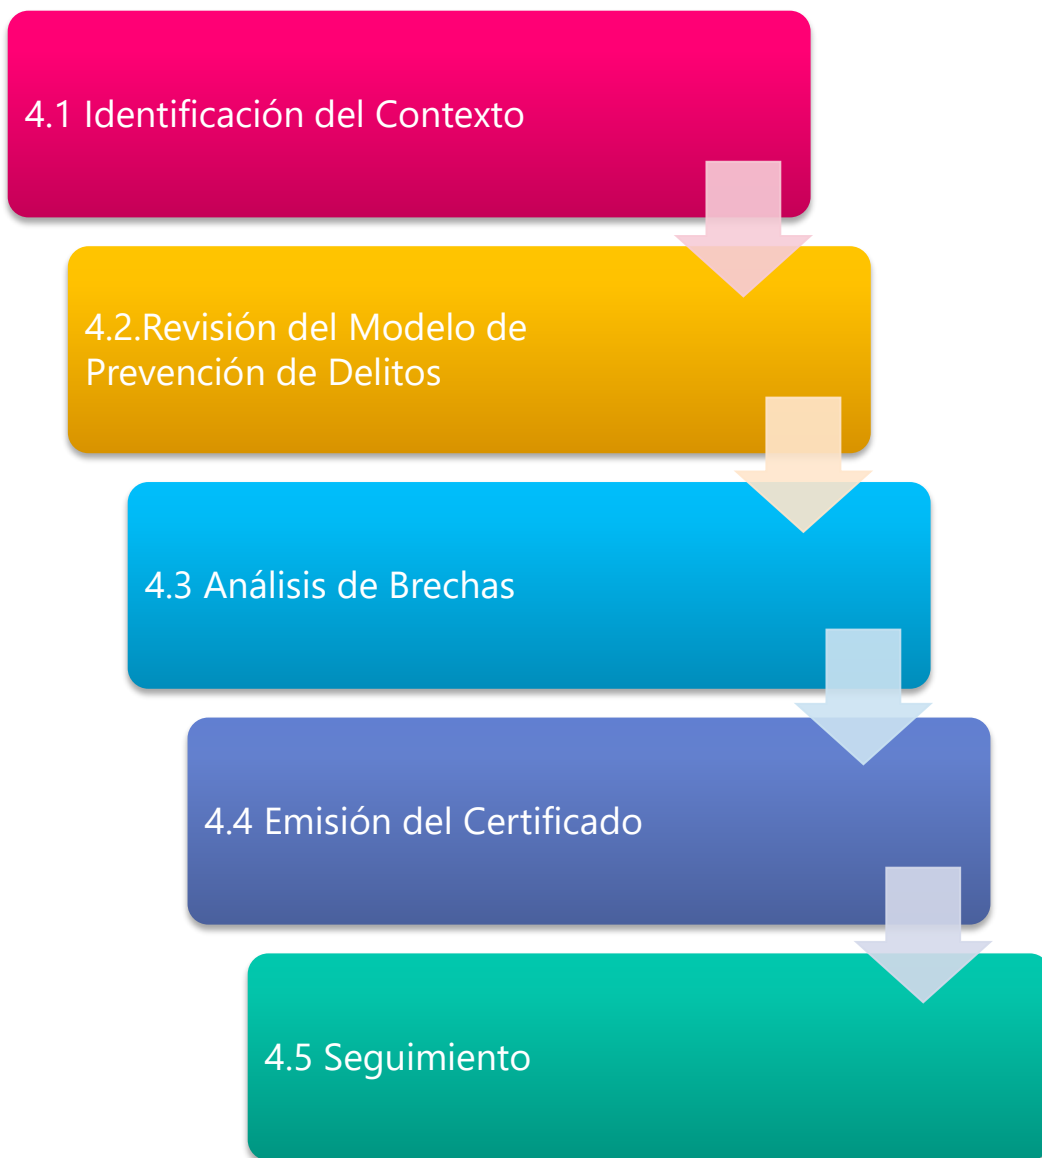 4.1 Identificación del Contexto
4.2.Revisión del Modelo de
Prevención de Delitos
4.3 Análisis de Brechas
4.4 Emisión del Certificado
4.5 Seguimiento